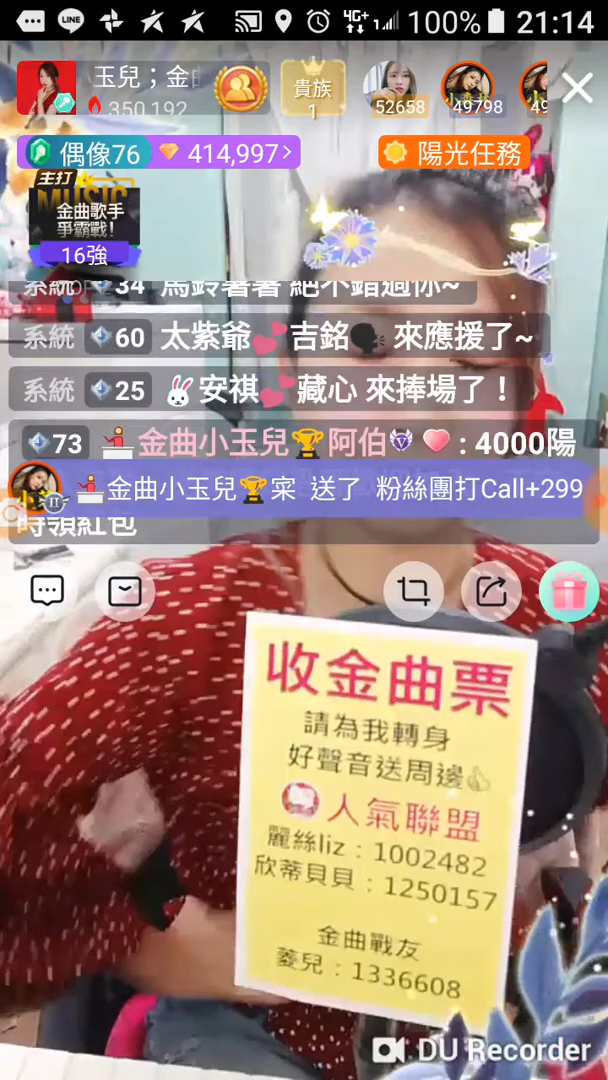 LINE
4G+
100%
21:14
玉兒；金
350,192
貴族
1
52658
49798
偶像76
414,997>
陽光任務
主打
MUSIC
金曲歌手
爭霸戰！
16強
系統 34 馬鈴薯薯 絕不錯過你~
系統 60 太紫爺💕吉銘🗣 來應援了~
系統 25 🐰安祺💕藏心 來捧場了！
73 金曲小玉兒🏆阿伯 : 4000陽
金曲小玉兒🏆寀 送了 粉絲團打Call+299
時領紅包
收金曲票
請為我轉身
好聲音送周邊👍
人氣聯盟
麗絲liz：1002482
欣蒂貝貝：1250157
金曲戰友
菱兒：1336608
DU Recorder